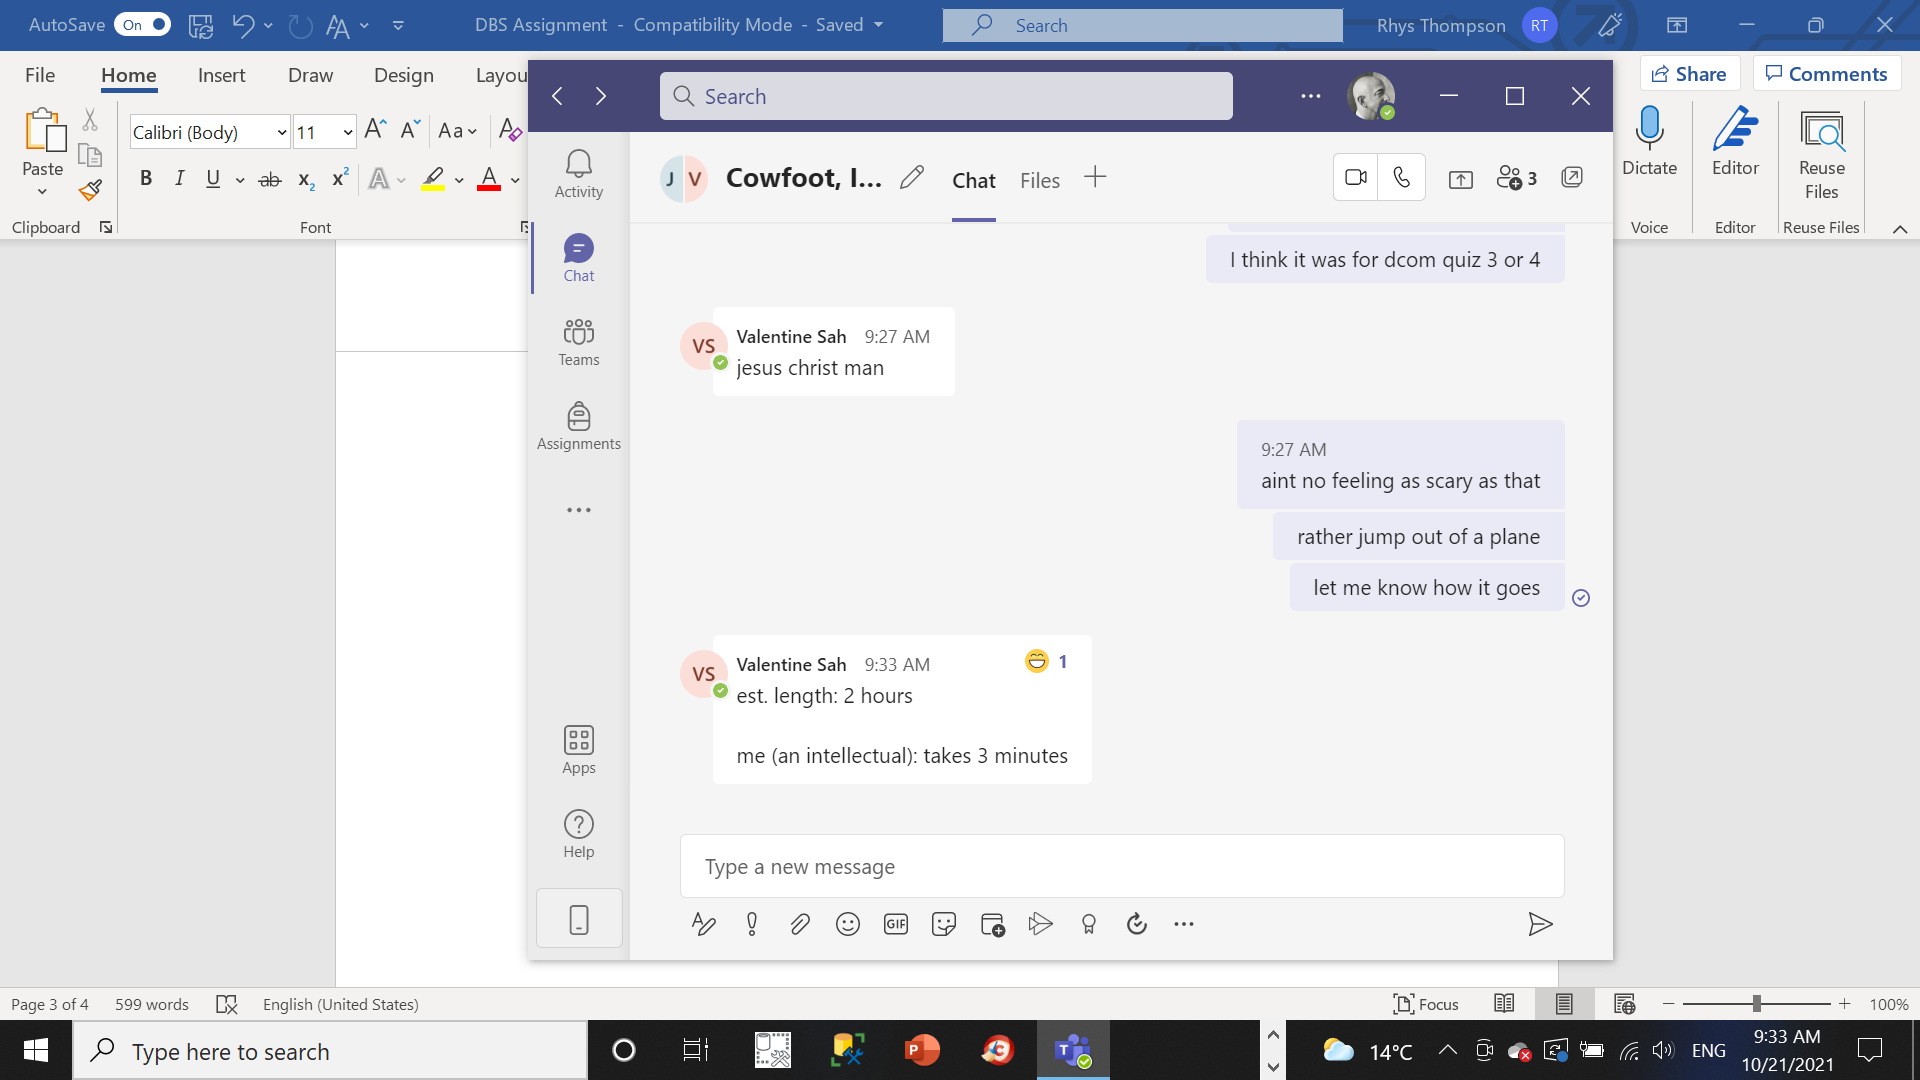 AutoSave On
DBS Assignment - Compatibility Mode - Saved
Search
Rhys Thompson RT
File Home Insert Draw Design Layou
Share Comments
Paste
Calibri (Body) 11
Aa
B I U ab x2 x2 A A
Clipboard
Font
Dictate
Editor
Reuse Files
Voice
Editor
Reuse Files
Search
Activity
Chat
Teams
Assignments
Apps
Help
J V
Cowfoot, I...
Chat
Files
3
I think it was for dcom quiz 3 or 4
VS
Valentine Sah 9:27 AM
jesus christ man
9:27 AM
aint no feeling as scary as that
rather jump out of a plane
let me know how it goes
VS
Valentine Sah 9:33 AM 1
est. length: 2 hours
me (an intellectual): takes 3 minutes
Type a new message
GIF
Page 3 of 4 599 words English (United States)
Focus
100%
Type here to search
P
T
14°C
ENG
9:33 AM
10/21/2021